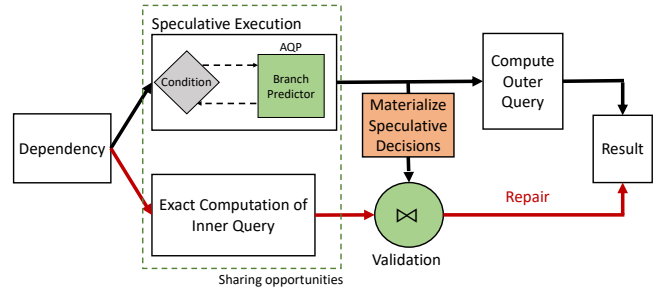 Speculative Execution
AQP
Condition
Branch
Predictor
Compute
Outer
Query
Materialize
Speculative
Decisions
Dependency
Result
Exact Computation of
Inner Query
⋈
Repair
Validation
Sharing opportunities